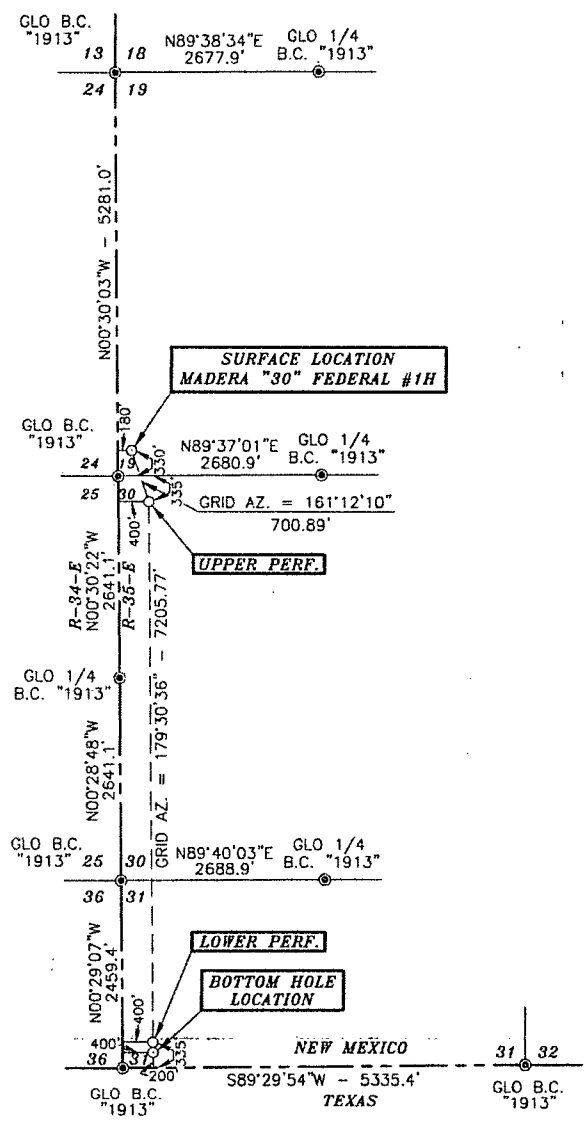 GLO B.C.
"1913"
13 18
N89°38'34"E
2677.9'
GLO 1/4
B.C. "1913"
24 19
N00°30'03"W - 5281.0'
SURFACE LOCATION
MADERA "30" FEDERAL #1H
180'
GLO B.C.
"1913"
330'
N89°37'01"E
2680.9'
GLO 1/4
B.C. "1913"
24 19
25 30
335'
GRID AZ. = 161°12'10"
700.89'
400'
UPPER PERF.
R-34-E
N00°30'22"W
2641.1'
R-35-E
GLO 1/4
B.C. "1913"
GRID AZ. = 179°30'36" - 7205.77'
N00°28'48"W
2641.1'
GLO B.C.
"1913"
25 30
N89°40'03"E
2688.9'
GLO 1/4
B.C. "1913"
36 31
N00°29'07"W
2459.4'
LOWER PERF.
BOTTOM HOLE
LOCATION
400'
400'
335'
NEW MEXICO
36 31
31 32
200'
S89°29'54"W - 5335.4'
GLO B.C.
"1913"
TEXAS
GLO B.C.
"1913"